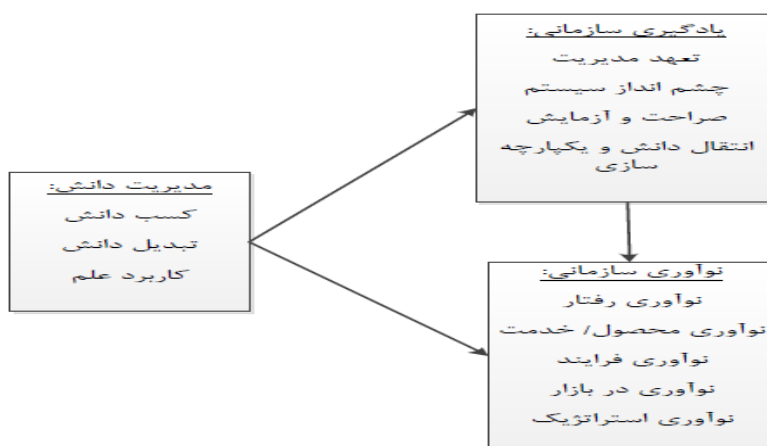 یادگیری سازمانی:
تعهد مدیریت
چشم انداز سیستم
صراحت و آزمایش
انتقال دانش و یکپارچه
سازی
مدیریت دانش:
کسب دانش
تبدیل دانش
کاربرد علم
نوآوری سازمانی:
نوآوری رفتار
نوآوری محصول/ خدمت
نوآوری فرایند
نوآوری در بازار
نوآوری استراتژیک